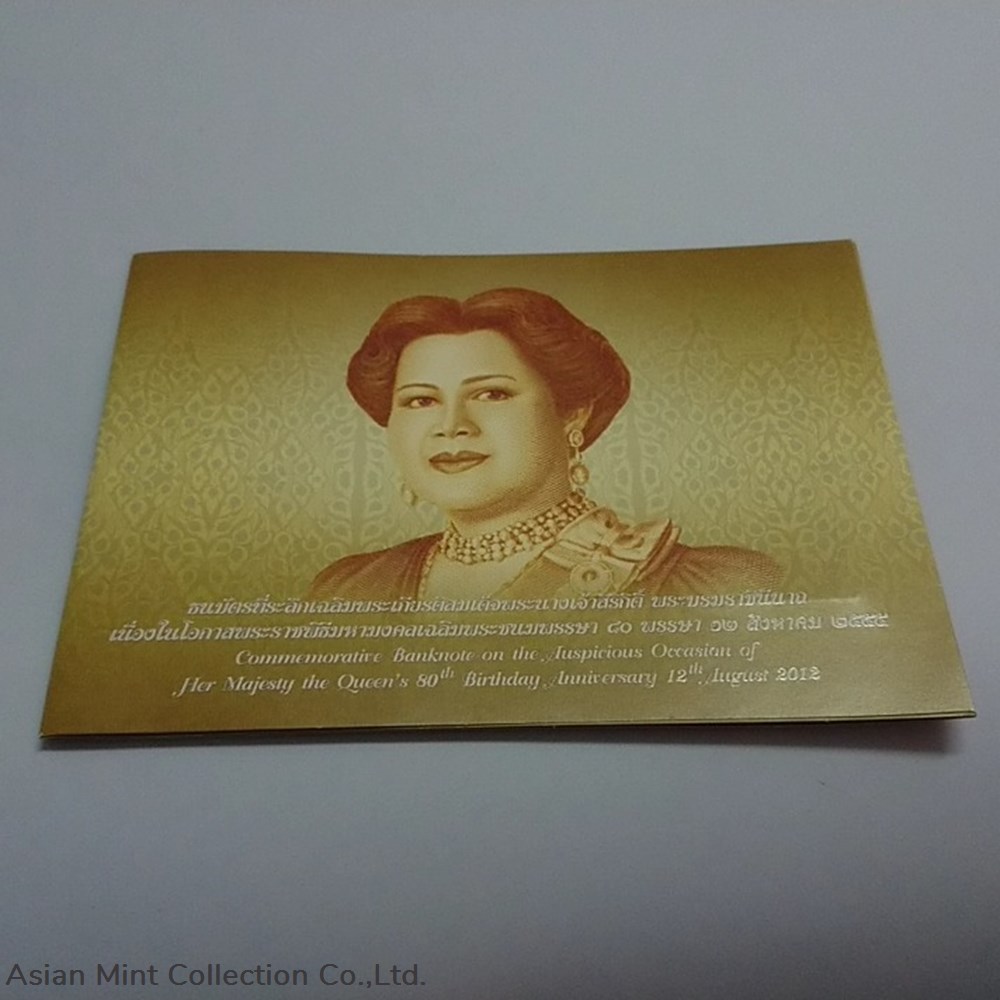 ธนบัตรที่ระลึกเฉลิมพระเกียรติสมเด็จพระนางเจ้าสิริกิติ์ พระบรมราชินีนาถ
เนื่องในโอกาสพระราชพิธีมหามงคลเฉลิมพระชนมพรรษา ๘๐ พรรษา ๑๒ สิงหาคม ๒๕๕๕
Commemorative Banknote on the Auspicious Occasion of
Her Majesty the Queen's 80th Birthday Anniversary 12th August 2012
Asian Mint Collection Co.,Ltd.